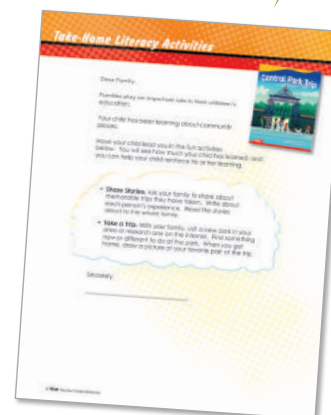 Take-Home Literacy Activities
Central Park Trip
Dear Family,
Families play an important role in their children's
education.
Your child has been learning about community
places.
Have your child lead you in the fun activities
below. You will see how much your child has learned, and
you can help your child reinforce his or her learning.
• Share Stories: Ask your family to share about
memorable trips they have taken. Write about
each person's experience. Read the stories
aloud to the whole family.
• Take a Trip: With your family, visit a new park in your
area or research one on the Internet. Find something
new or different to do at the park. When you get
home, draw a picture of your favorite part of the trip.
Sincerely,